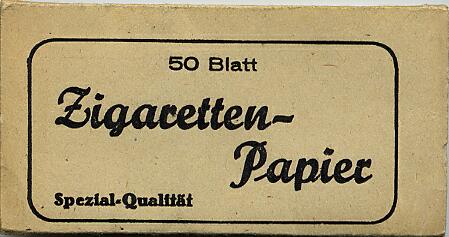 50 Blatt
Zigaretten-
Papier
Spezial-Qualität